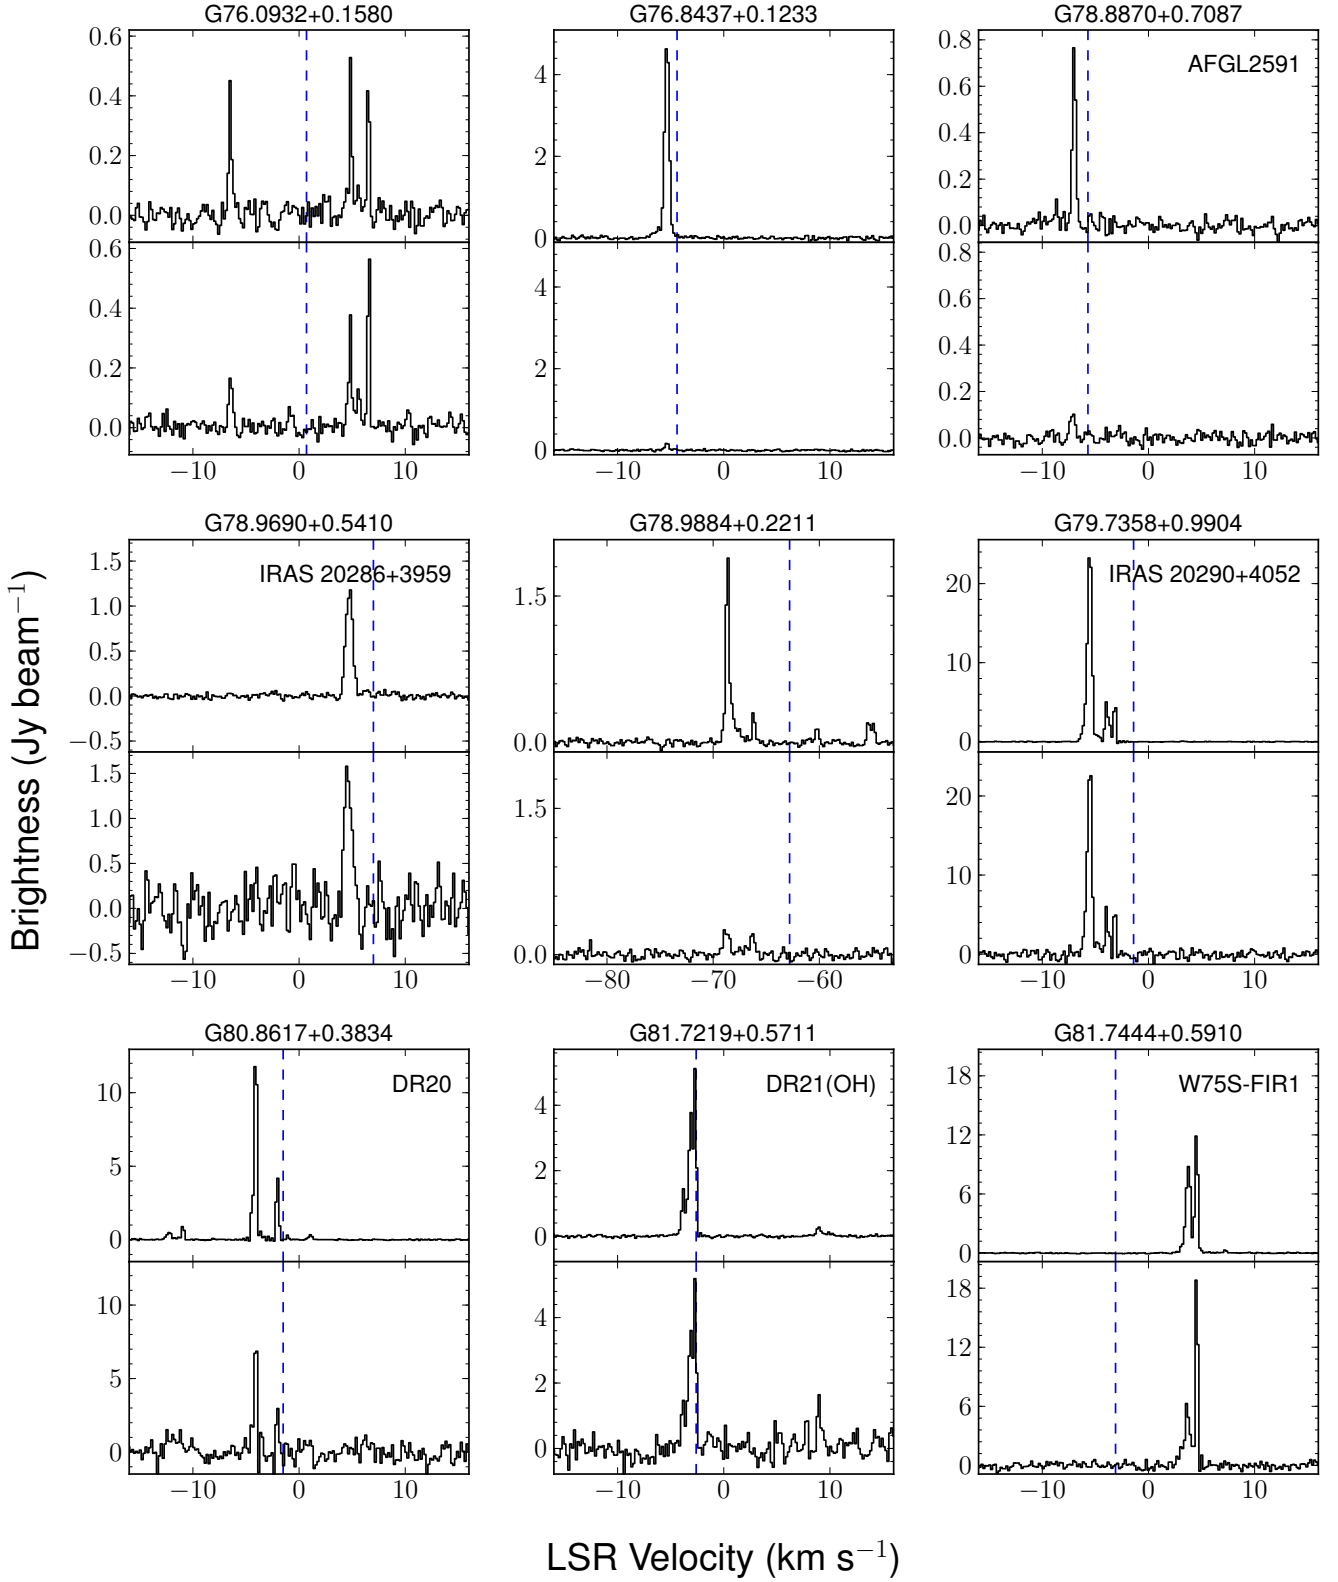 G76.0932+0.1580 G76.8437+0.1233 G78.8870+0.7087
0.6 0.4 0.2 0.0
4 2 0
0.8 0.6 0.4 0.2 0.0
AFGL2591
0.6 0.4 0.2 0.0
4 2 0
0.8 0.6 0.4 0.2 0.0
−10 0 10 −10 0 10 −10 0 10
G78.9690+0.5410 G78.9884+0.2211 G79.7358+0.9904
1.5 1.0 0.5 0.0 −0.5
IRAS 20286+3959
1.5 0.0
20 10 0
IRAS 20290+4052
1.5 1.0 0.5 0.0 −0.5
1.5 0.0
20 10 0
−10 0 10 −80 −70 −60 −10 0 10
G80.8617+0.3834 G81.7219+0.5711 G81.7444+0.5910
10 5 0
DR20
4 2 0
DR21(OH)
18 12 6 0
W75S-FIR1
10 5 0
4 2 0
18 12 6 0
−10 0 10 −10 0 10 −10 0 10
Brightness (Jy beam−1)
LSR Velocity (km s−1)